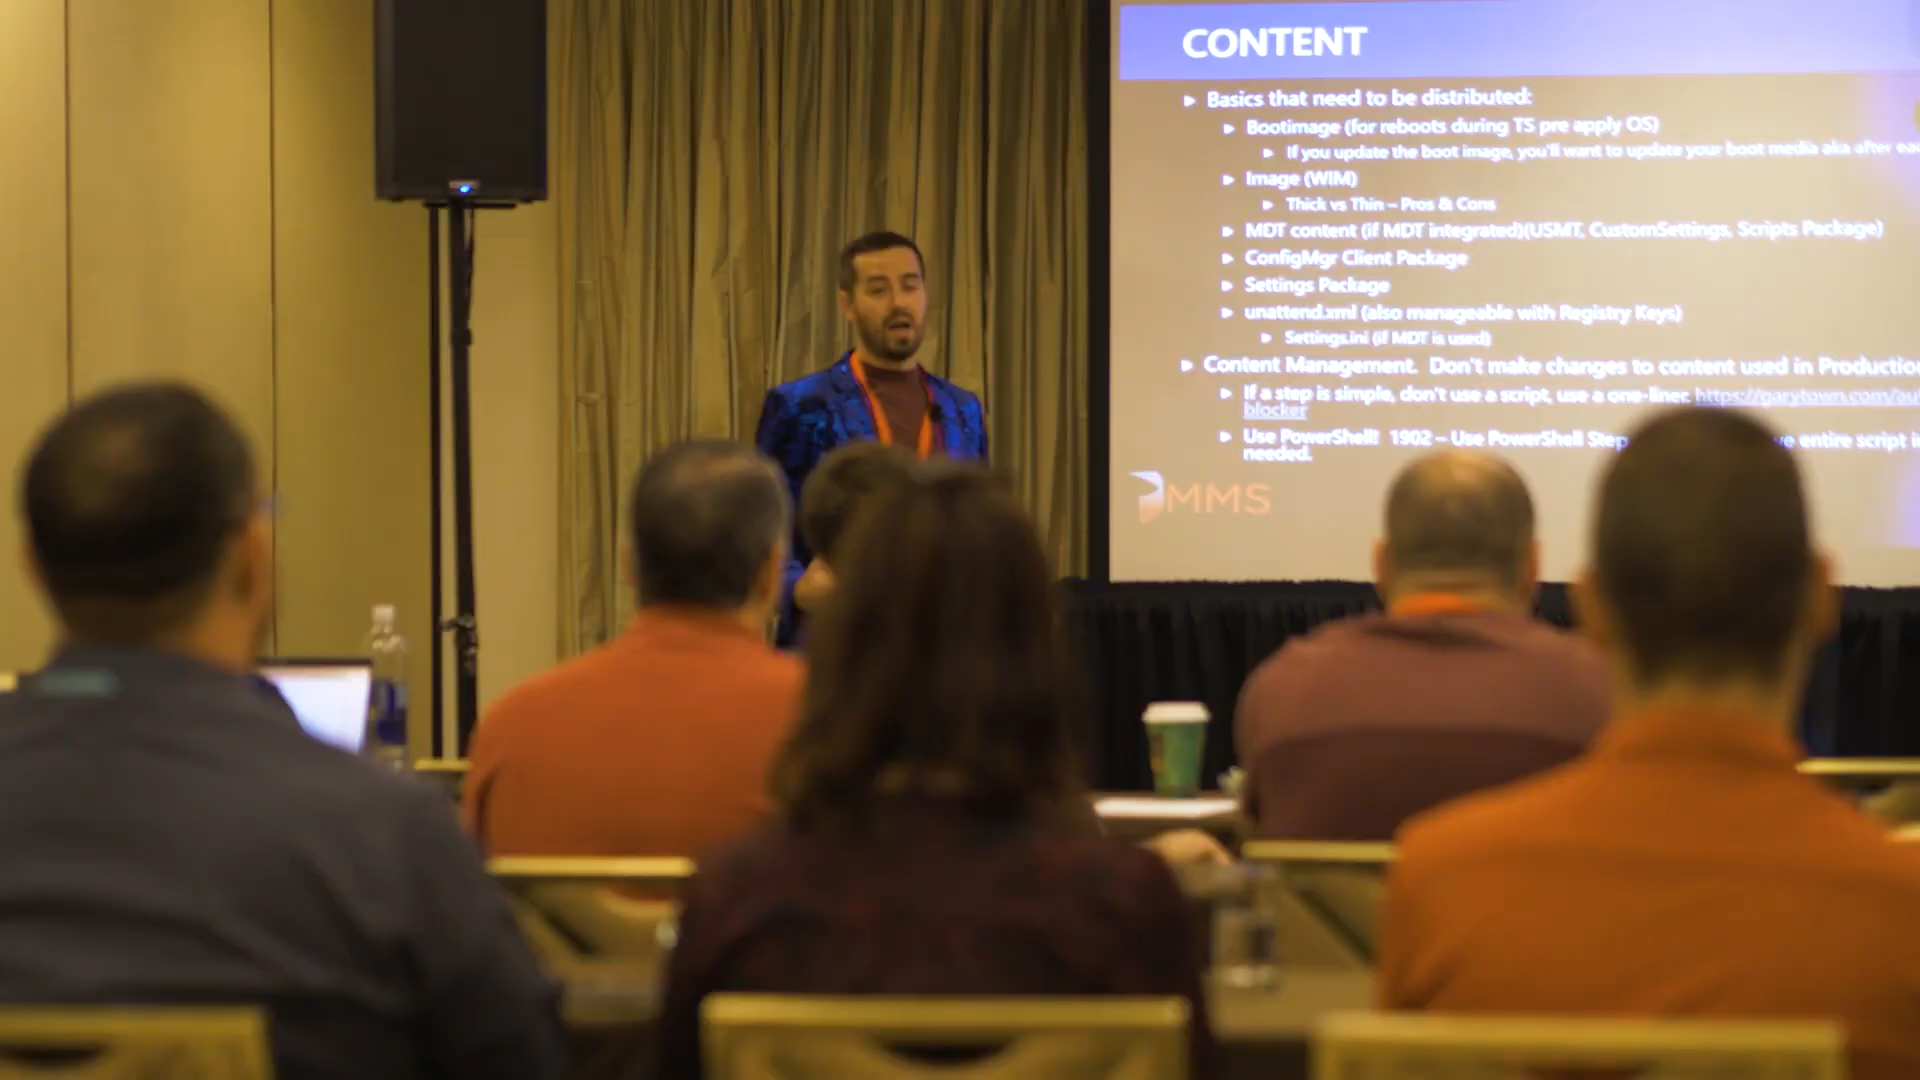 CONTENT
Basics that need to be distributed:
Bootimage (for reboots during TS pre apply OS)
If you update the boot image, you'll want to update your boot media aka after
Image (WIM)
Thick vs Thin – Pros & Cons
MDT content (if MDT integrated)(USMT, CustomSettings, Scripts Package)
ConfigMgr Client Package
Settings Package
unattend.xml (also manageable with Registry Keys)
Settings.ini (if MDT is used)
Content Management. Don't make changes to content used in Productio
If a step is simple, don't use a script, use a one-liner. https://garytown.com/au
blocker
Use PowerShell! 1902 – Use PowerShell Step entire script
needed.
MMS